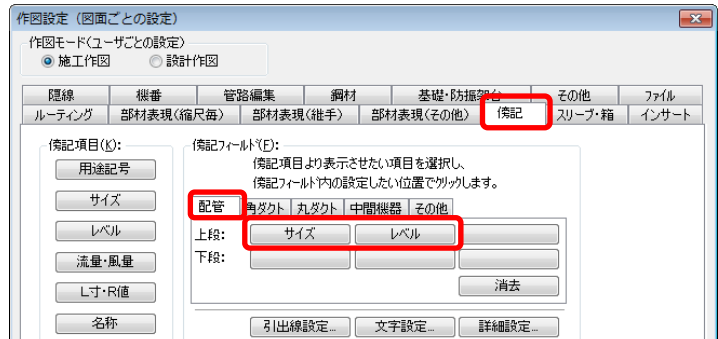 作図設定（図面ごとの設定）
作図モード(ユーザごとの設定)
施工作図 設計作図
隠線 機番 管路編集 鋼材 基礎・防振架台 その他 ファイル
ルーティング 部材表現(縮尺毎) 部材表現(継手) 部材表現(その他) 傍記 スリーブ・箱 インサート
傍記項目(K):
用途記号
サイズ
レベル
流量・風量
L寸・R値
名称
傍記フィールド(F):
傍記項目より表示させたい項目を選択し、
傍記フィールド内の設定したい位置でクリックします。
配管 角ダクト 丸ダクト 中間機器 その他
上段: サイズ レベル
下段:
消去
引出線設定... 文字設定... 詳細設定...